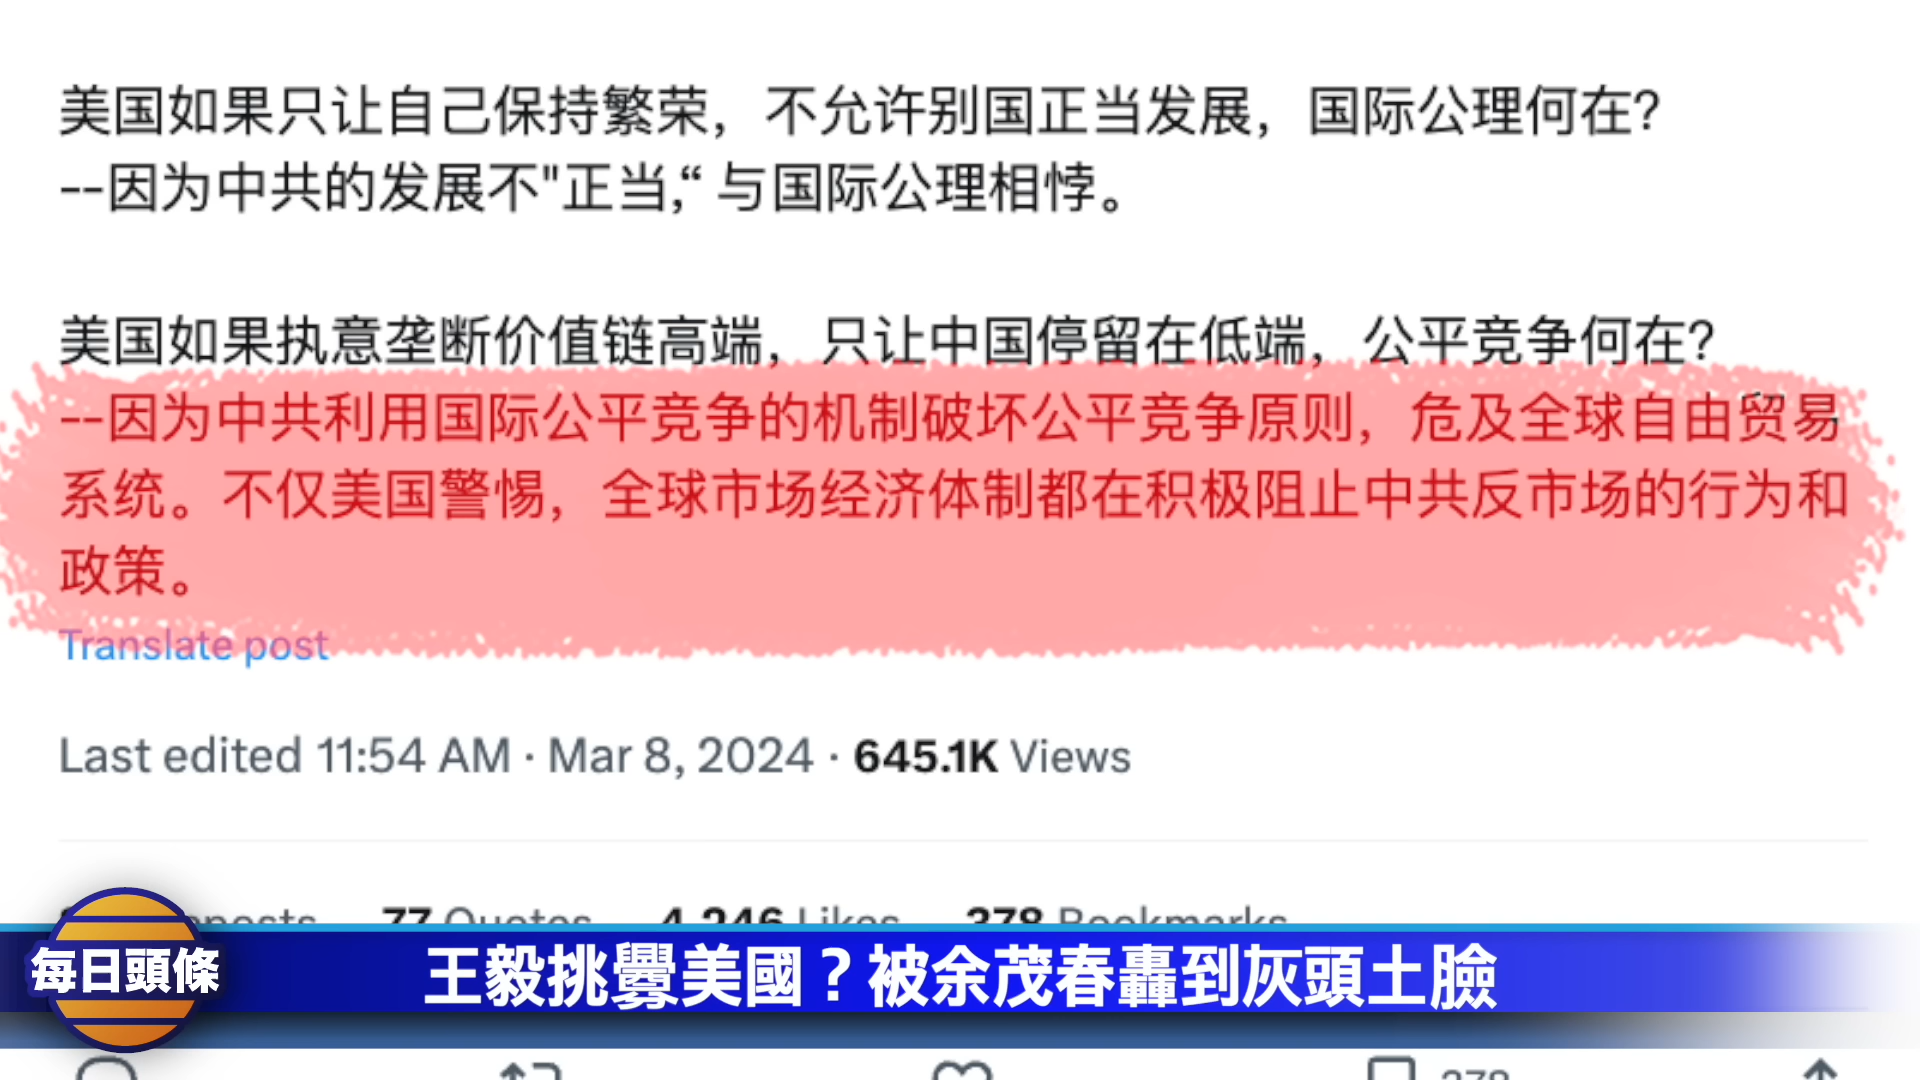 美国如果只让自己保持繁荣，不允许别国正当发展，国际公理何在?
--因为中共的发展不"正当,“ 与国际公理相悖。
美国如果执意垄断价值链高端，只让中国停留在低端，公平竞争何在?
--因为中共利用国际公平竞争的机制破坏公平竞争原则，危及全球自由贸易
系统。不仅美国警惕，全球市场经济体制都在积极阻止中共反市场的行为和
政策。
Translate post
Last edited 11:54 AM · Mar 8, 2024 · 645.1K Views
77 Quotes 4,246 Likes 378 Bookmarks
每日頭條
王毅挑釁美國？被余茂春轟到灰頭土臉
378